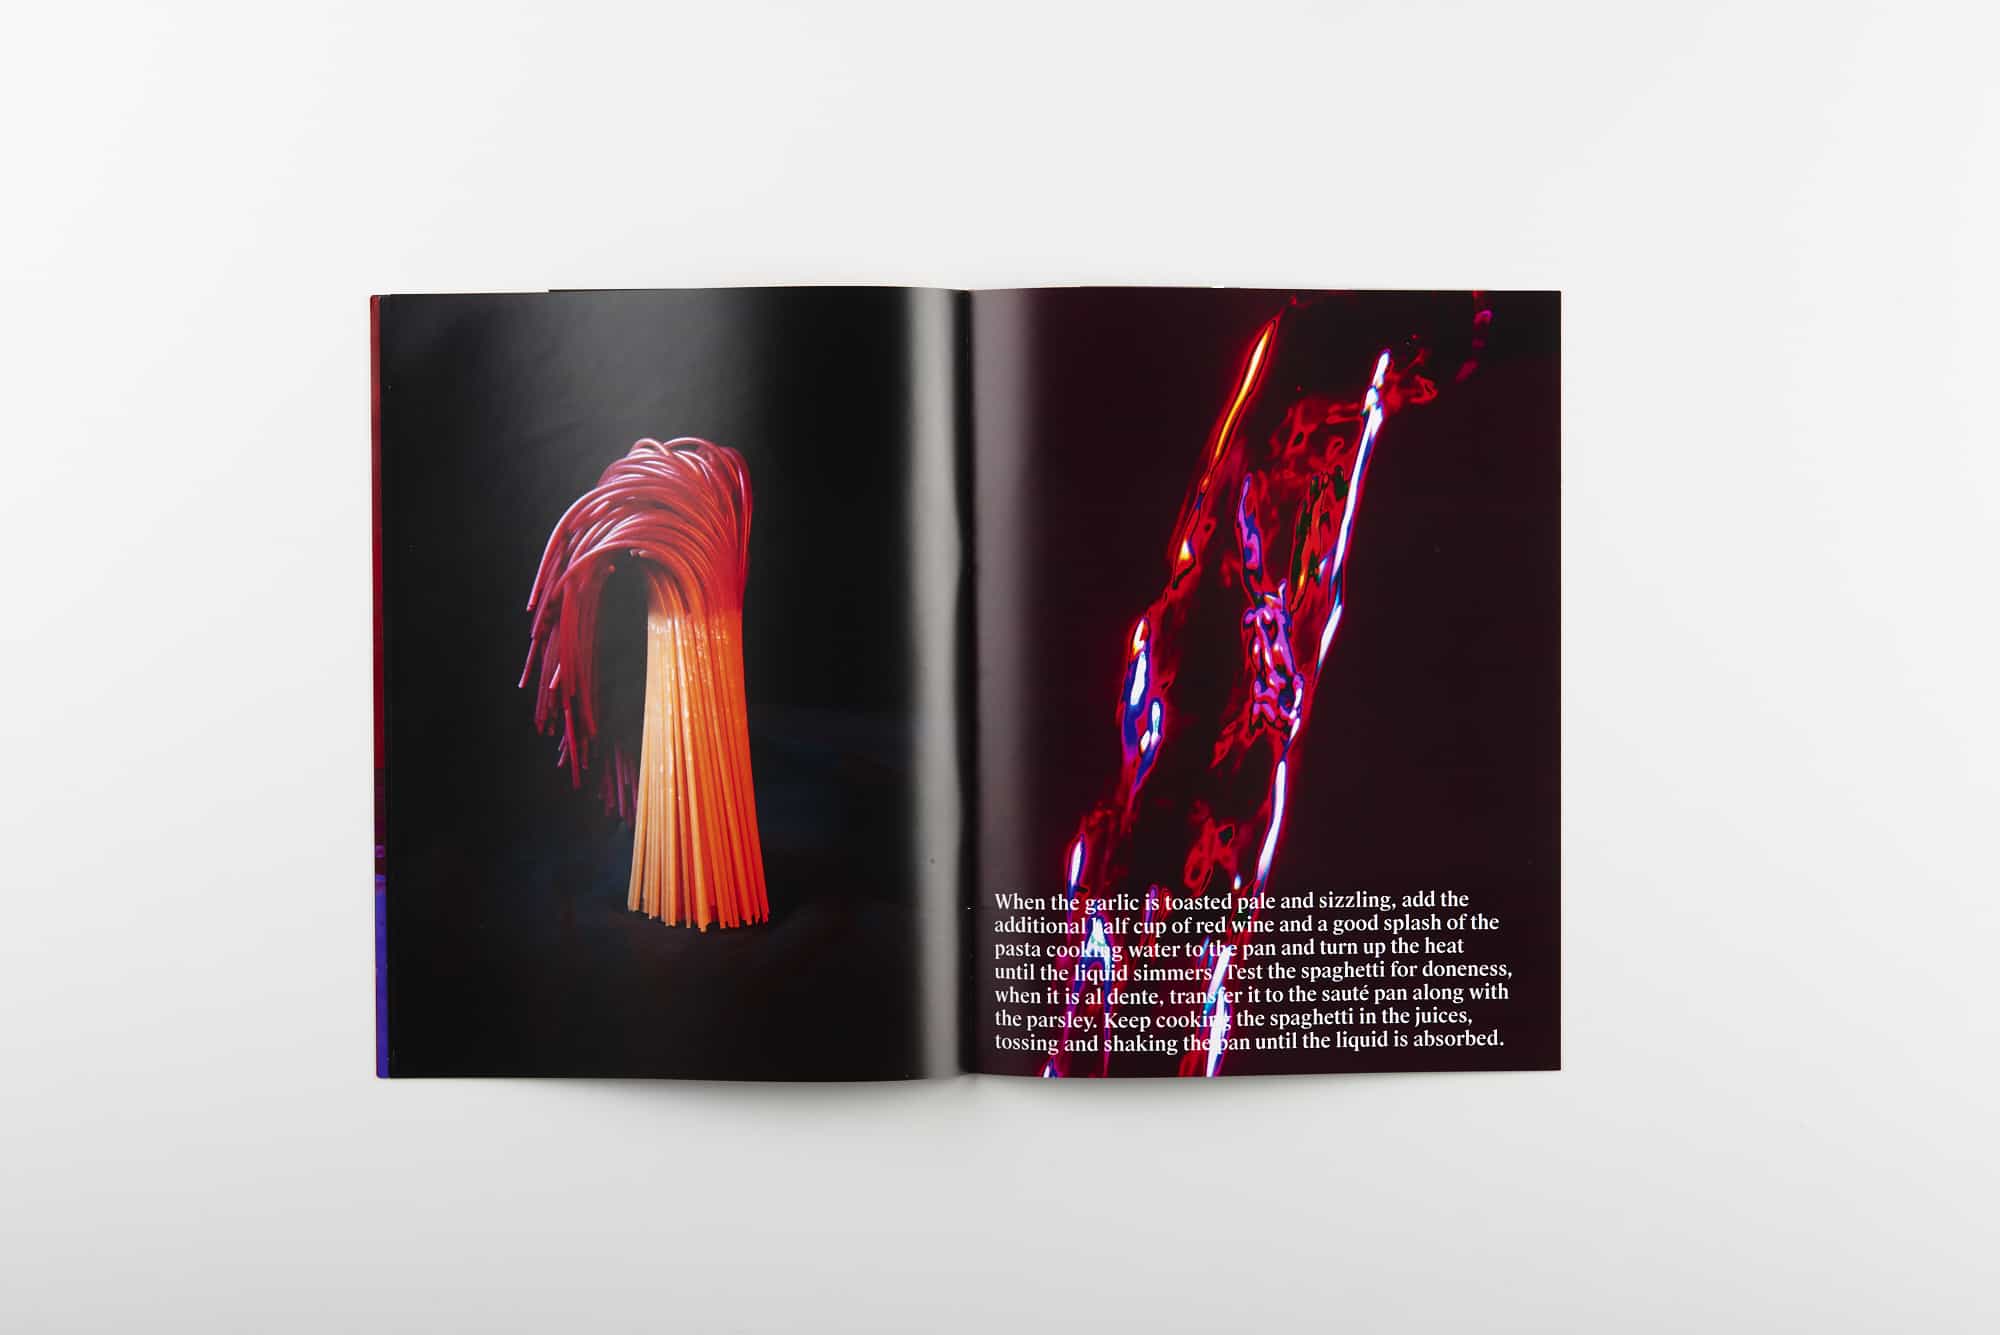 When the garlic is toasted pale and sizzling, add the
additional half cup of red wine and a good splash of the
pasta cooking water to the pan and turn up the heat
until the liquid simmers. Test the spaghetti for doneness,
when it is al dente, transfer it to the sauté pan along with
the parsley. Keep cooking the spaghetti in the juices,
tossing and shaking the pan until the liquid is absorbed.